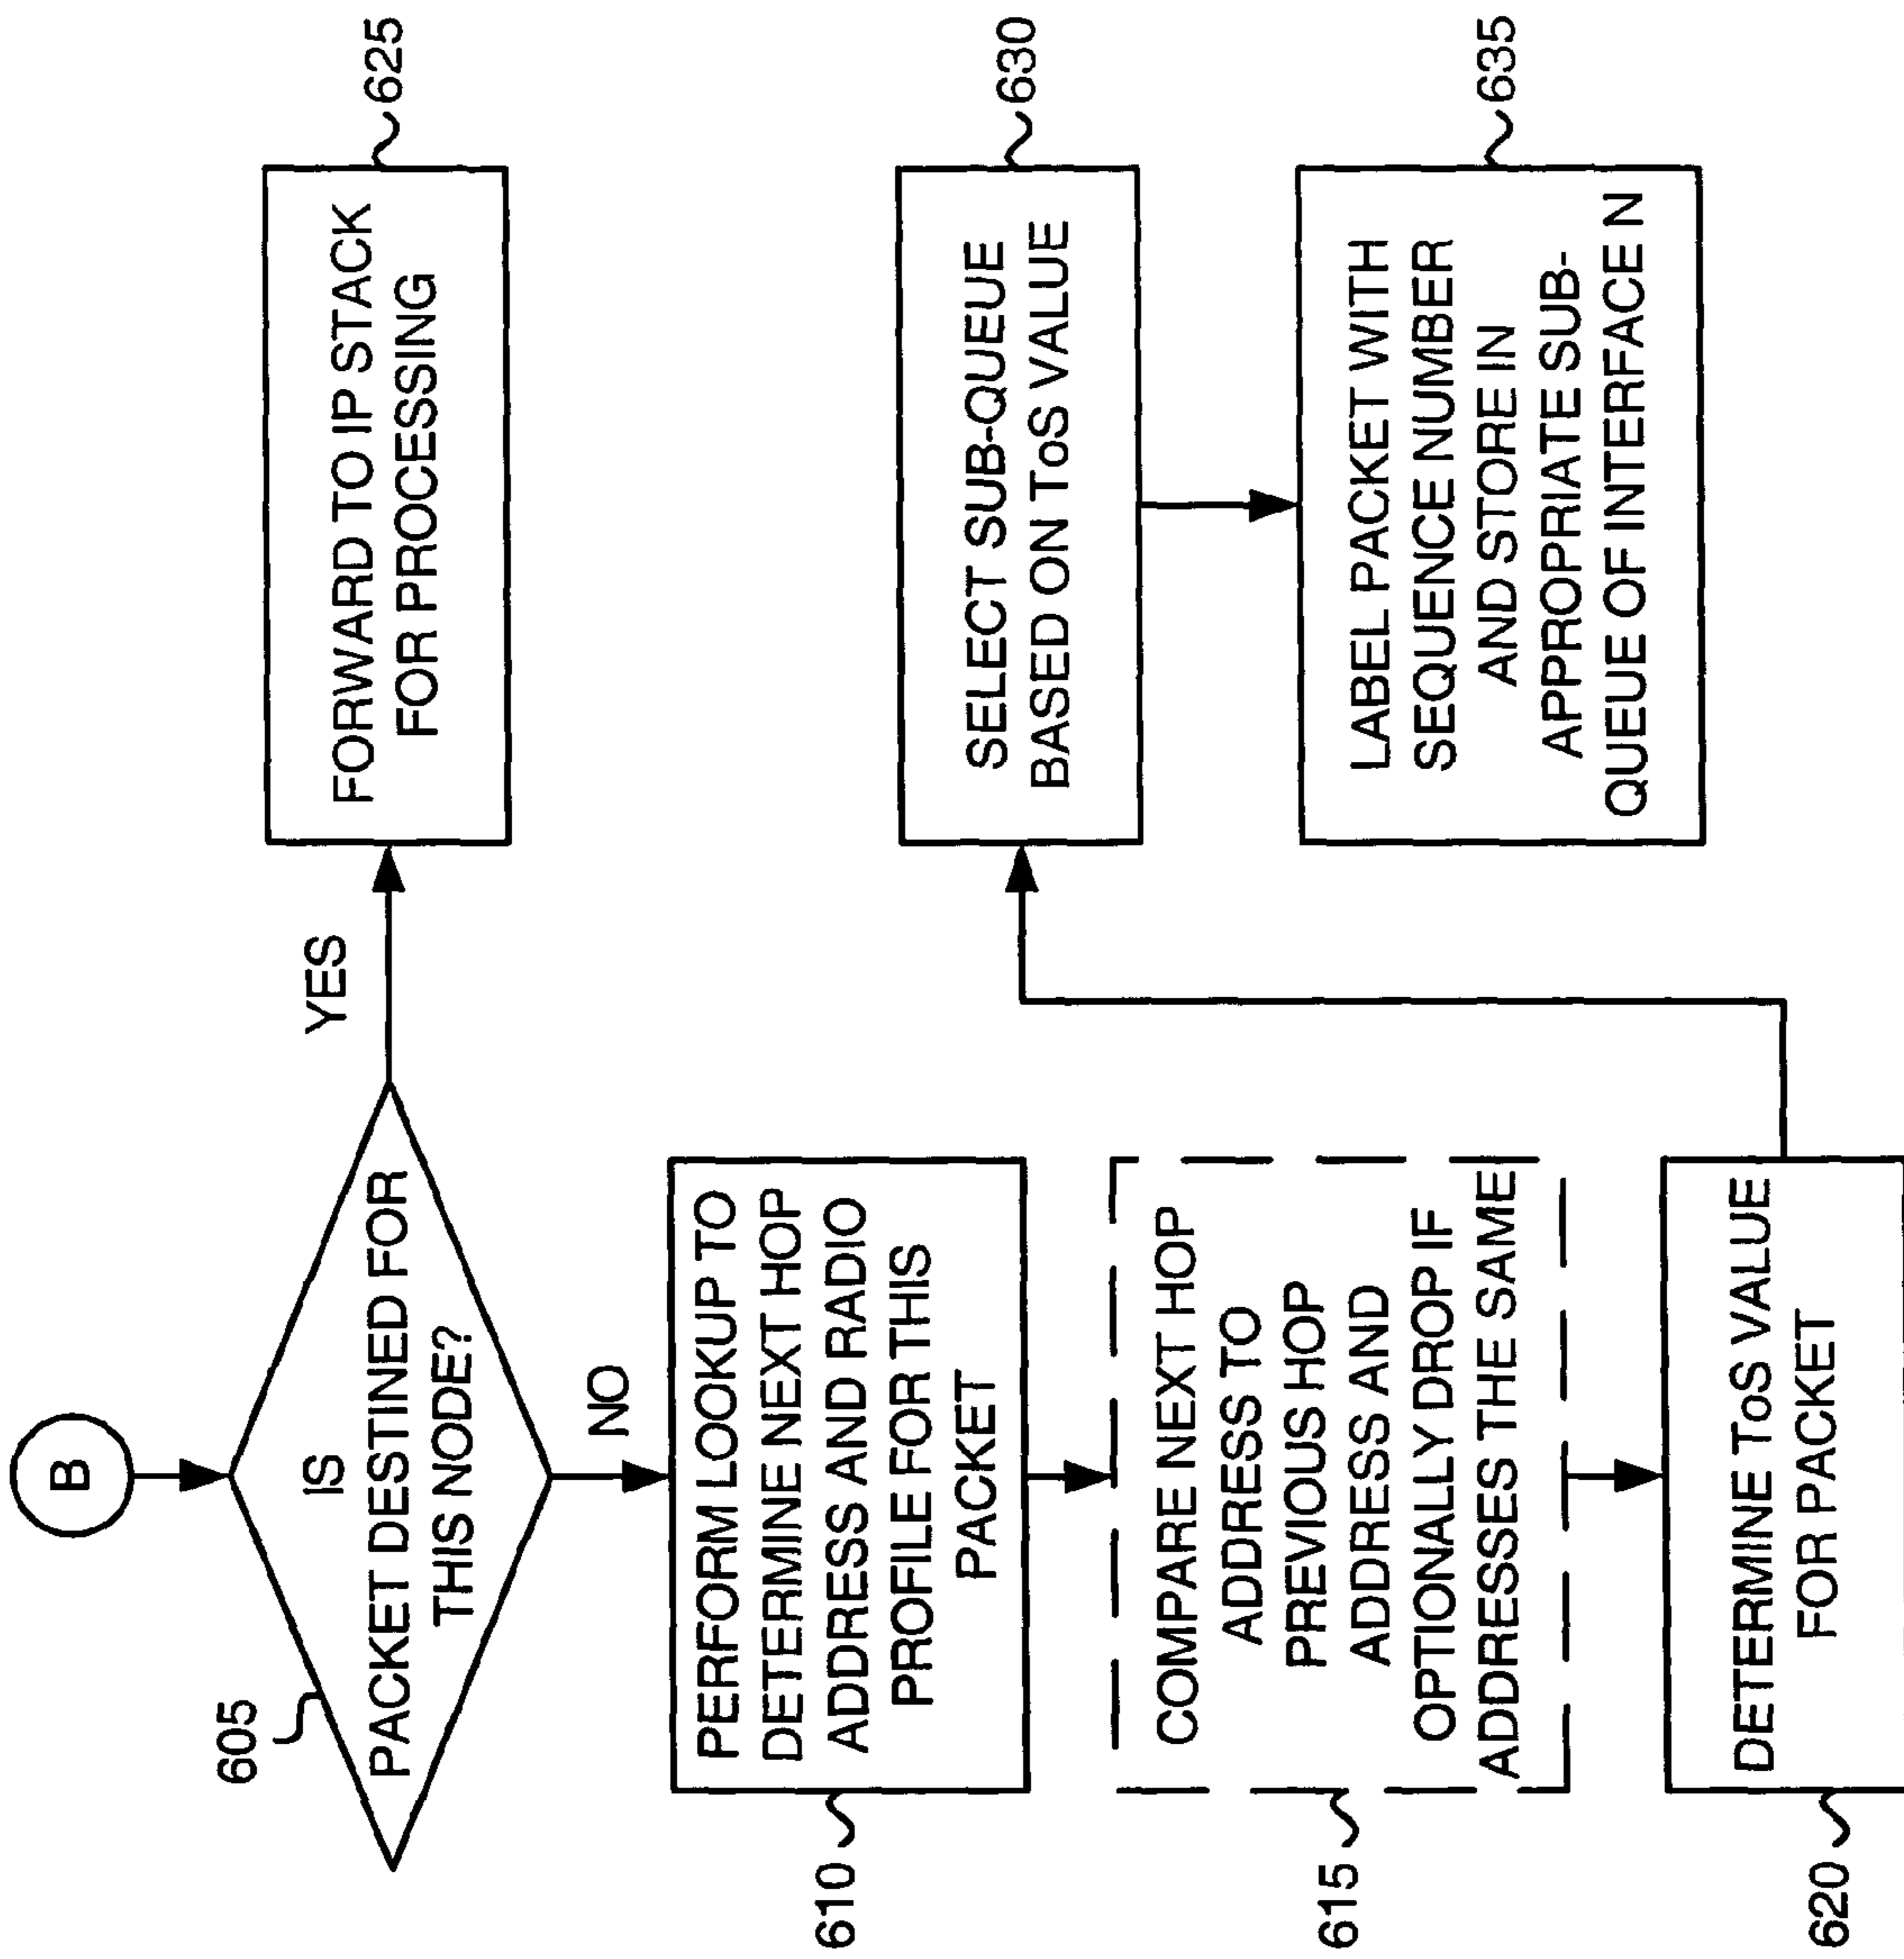 B
605
IS
PACKET DESTINED FOR
THIS NODE?
YES
FORWARD TO IP STACK
FOR PROCESSING
625
NO
610
PERFORM LOOKUP TO
DETERMINE NEXT HOP
ADDRESS AND RADIO
PROFILE FOR THIS
PACKET
615
COMPARE NEXT HOP
ADDRESS TO
PREVIOUS HOP
ADDRESS AND
OPTIONALLY DROP IF
ADDRESSES THE SAME
620
DETERMINE ToS VALUE
FOR PACKET
SELECT SUB-QUEUE
BASED ON ToS VALUE
630
LABEL PACKET WITH
SEQUENCE NUMBER
AND STORE IN
APPROPRIATE SUB-
QUEUE OF INTERFACE N
635